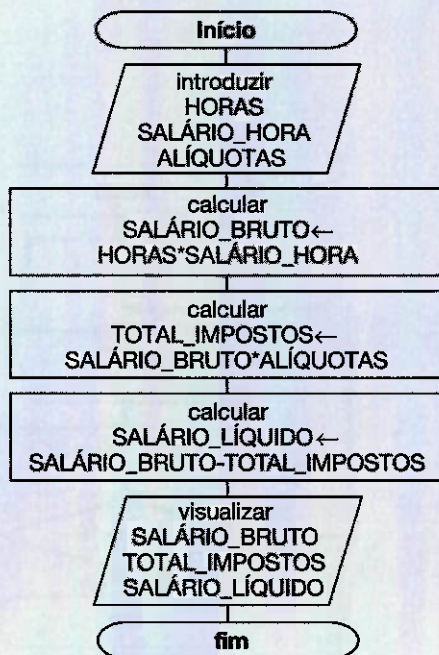 Início
introduzir
HORAS
SALÁRIO_HORA
ALÍQUOTAS
calcular
SALÁRIO_BRUTO←
HORAS*SALÁRIO_HORA
calcular
TOTAL_IMPOSTOS←
SALÁRIO_BRUTO*ALÍQUOTAS
calcular
SALÁRIO_LÍQUIDO←
SALÁRIO_BRUTO-TOTAL_IMPOSTOS
visualizar
SALÁRIO_BRUTO
TOTAL_IMPOSTOS
SALÁRIO_LÍQUIDO
fim